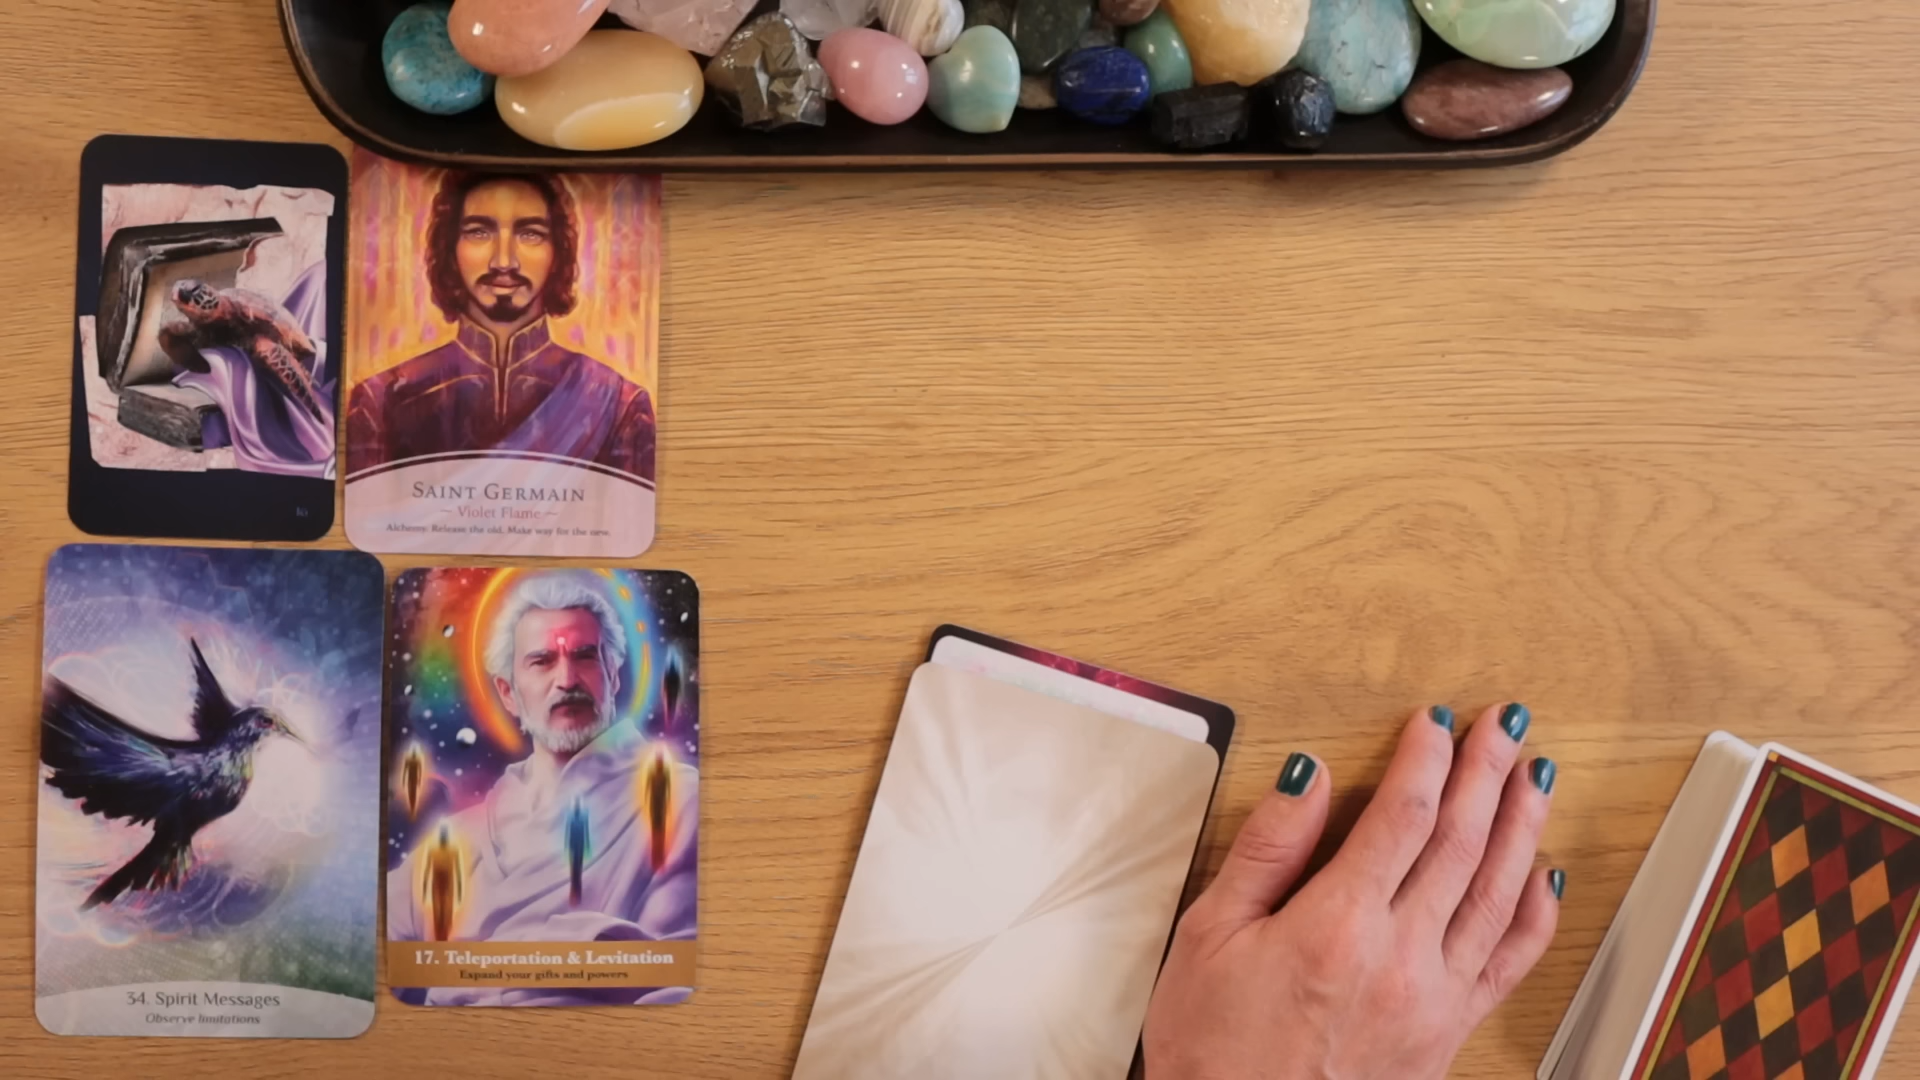 SAINT GERMAIN
— Violet Flame —
Alchemy. Release the old. Make way for the new.
34. Spirit Messages
Observe limitations
17. Teleportation & Levitation
Expand your gifts and powers